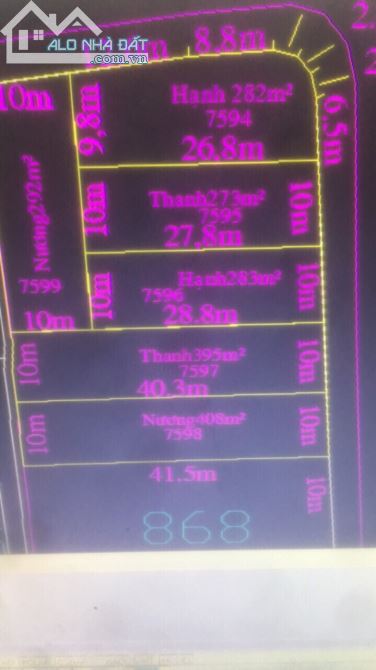 ALO NHÀ ĐẤT
.com.vn
m
8.8m
2.
2
10m
9,8m
Hạnh 282m²
7594
26.8m
6.5m
Nương292m²
7599
10m
10m
Thanh273m²
7595
27,8m
10m
10m
Hạnh283m²
7596
28.8m
10m
10m
Thanh395m²
7597
40.3m
10m
10m
Nương408m²
7598
10m
41.5m
10m
868